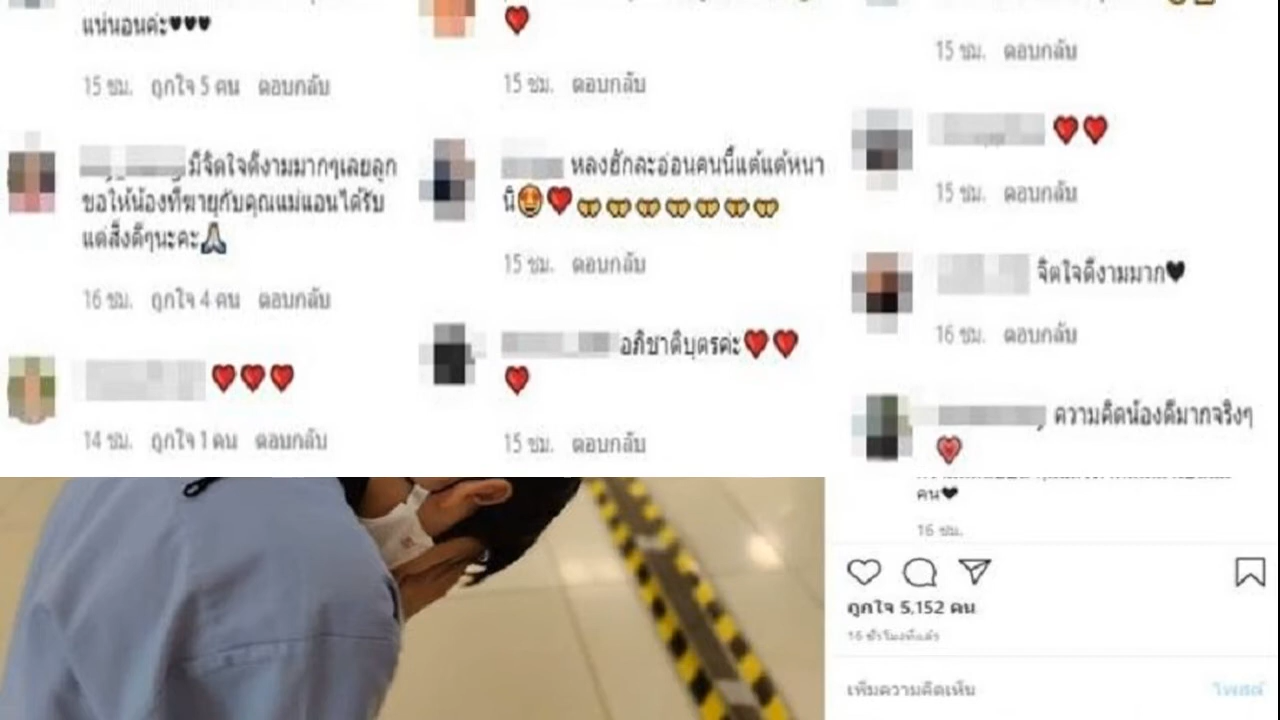 แน่นอนค่ะ🖤🖤🖤
15 ชม. ถูกใจ 5 คน ตอบกลับ
มีจิตใจดีงามมากๆเลยลูก
ขอให้น้องทีฆายุกับคุณแม่แอนได้รับ
แต่สิ่งดีๆนะคะ🙏
16 ชม. ถูกใจ 4 คน ตอบกลับ
❤️❤️❤️
14 ชม. ถูกใจ 1 คน ตอบกลับ
❤️
15 ชม. ตอบกลับ
หลงฮักละอ่อนคนนี้แต้แต้หนา
นิ😍❤️
15 ชม. ตอบกลับ
อภิชาติบุตรค่ะ❤️❤️
❤️
15 ชม. ตอบกลับ
15 ชม. ตอบกลับ
❤️❤️
15 ชม. ตอบกลับ
จิตใจดีงามมาก🖤
16 ชม. ตอบกลับ
ความคิดน้องดีมากจริงๆ
คน🖤
16 ชม.
ถูกใจ 5,152 คน
16 ชั่วโมงที่แล้ว
เพิ่มความคิดเห็น
โพสต์